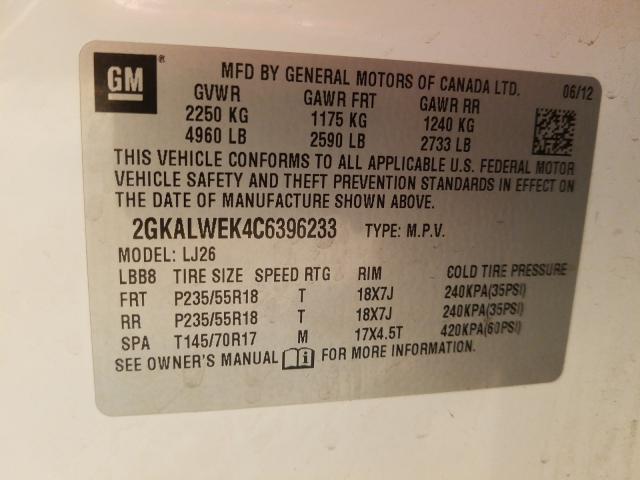 GM
MFD BY GENERAL MOTORS OF CANADA LTD.
06/12
GVWR GAWR FRT GAWR RR
2250 KG 1175 KG 1240 KG
4960 LB 2590 LB 2733 LB
THIS VEHICLE CONFORMS TO ALL APPLICABLE U.S. FEDERAL MOTOR
VEHICLE SAFETY AND THEFT PREVENTION STANDARDS IN EFFECT ON
THE DATE OF MANUFACTURE SHOWN ABOVE.
2GKALWEK4C6396233 TYPE: M.P.V.
MODEL: LJ26
LBB8 TIRE SIZE SPEED RTG RIM COLD TIRE PRESSURE
FRT P235/55R18 T 18X7J 240KPA(35PSI)
RR P235/55R18 T 18X7J 240KPA(35PSI)
SPA T145/70R17 M 17X4.5T 420KPA(60PSI)
SEE OWNER'S MANUAL i FOR MORE INFORMATION.